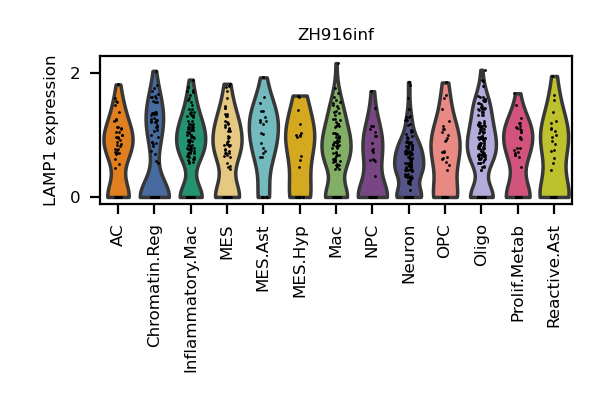 ZH916inf
LAMP1 expression
2
0
AC
Chromatin.Reg
Inflammatory.Mac
MES
MES.Ast
MES.Hyp
Mac
NPC
Neuron
OPC
Oligo
Prolif.Metab
Reactive.Ast